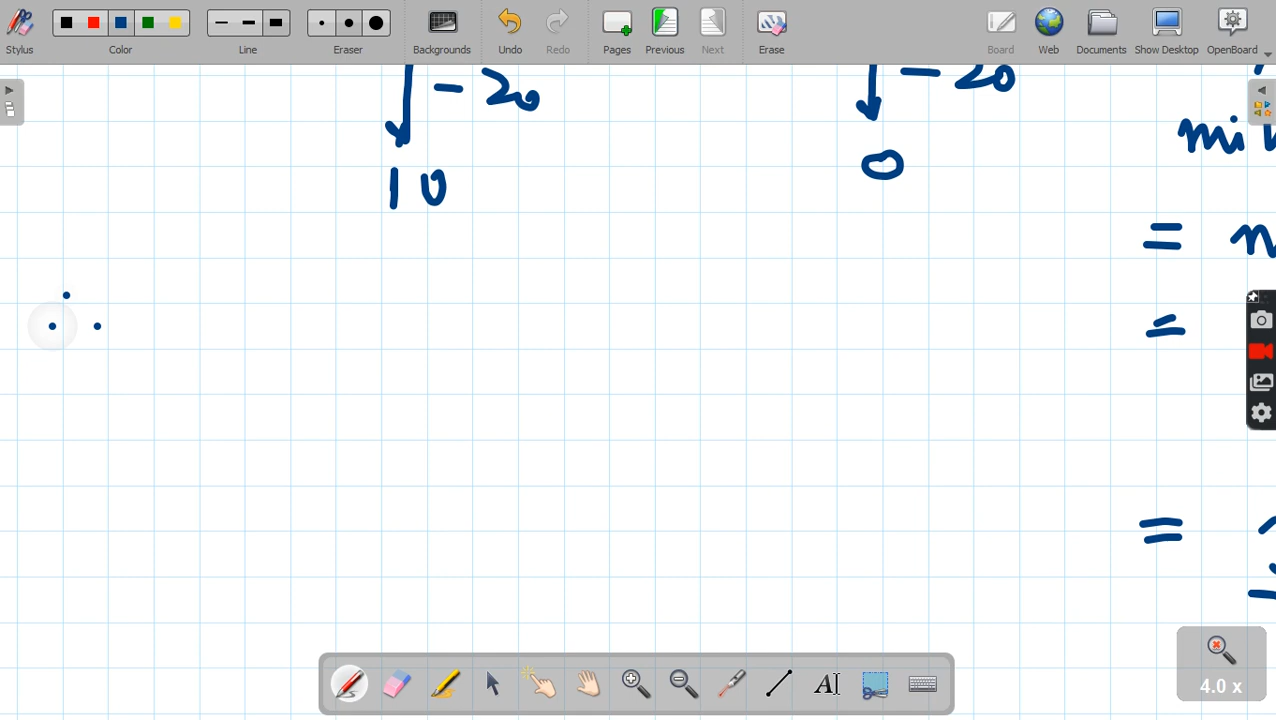 Stylus Color Line Eraser Backgrounds Undo Redo Pages Previous Next Erase Board Web Documents Show Desktop OpenBoard
- 20 - 20
10 0
=
=
∴
=
4.0 x